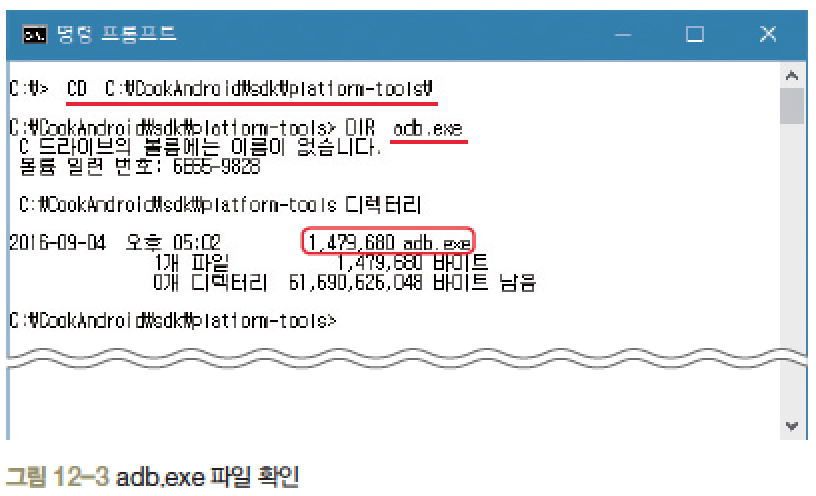 명령 프롬프트
C:₩> CD C:₩CookAndroid₩sdk₩platform-tools₩
C:₩CookAndroid₩sdk₩platform-tools> DIR adb.exe
C 드라이브의 볼륨에는 이름이 없습니다.
볼륨 일련 번호: 6865-9828
C:₩CookAndroid₩sdk₩platform-tools 디렉터리
2016-09-04 오후 05:02 1,479,680 adb.exe
1개 파일 1,479,680 바이트
0개 디렉터리 61,690,626,048 바이트 남음
C:₩CookAndroid₩sdk₩platform-tools>
그림 12-3 adb.exe 파일 확인